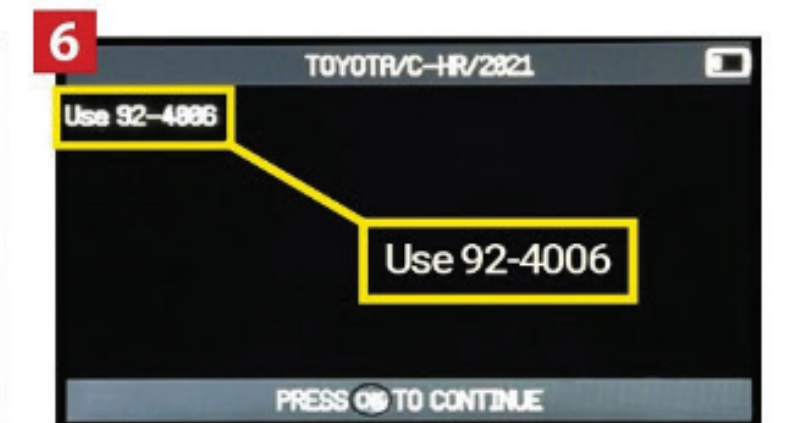 6
TOYOTA/C-HR/2021
Use 92-4006
Use 92-4006
PRESS OK TO CONTINUE